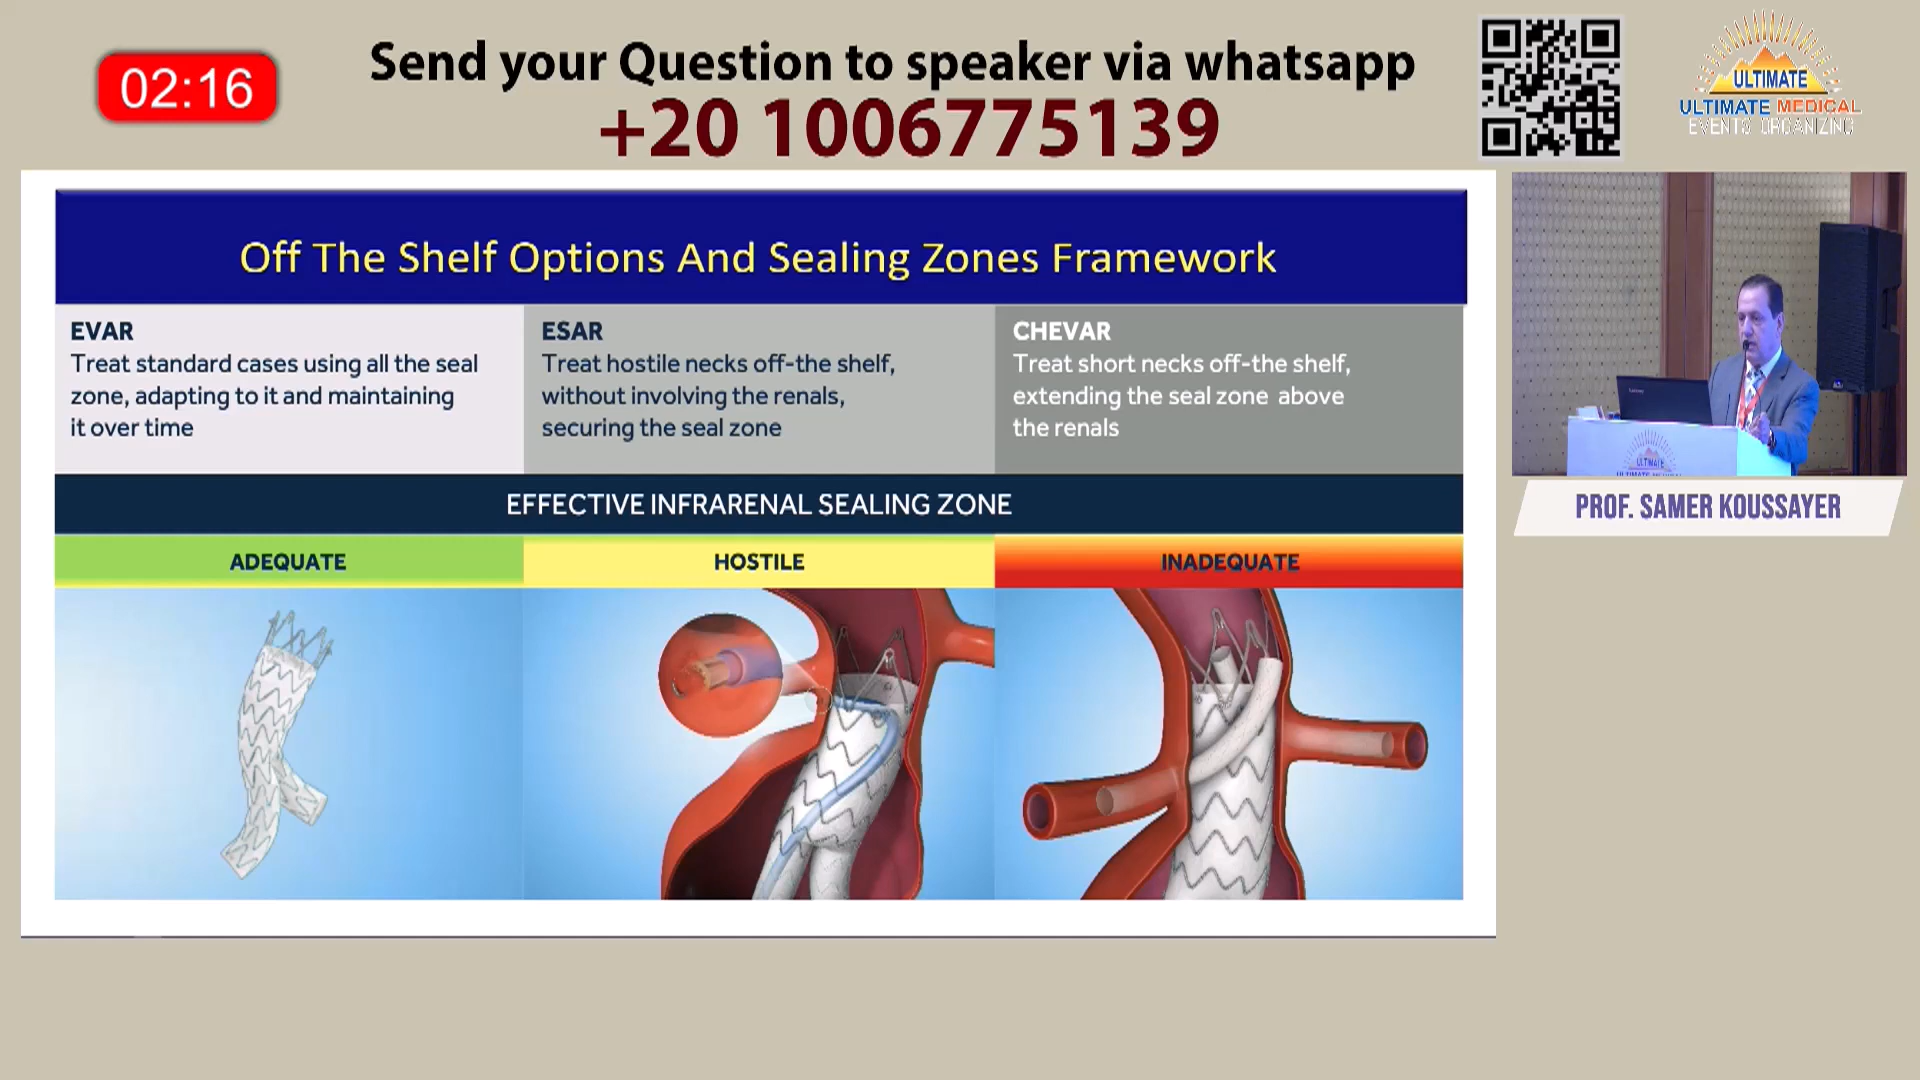 02:16
Send your Question to speaker via whatsapp
+20 1006775139
ULTIMATE
ULTIMATE MEDICAL
EVENTS ORGANIZING
Off The Shelf Options And Sealing Zones Framework
EVAR
Treat standard cases using all the seal
zone, adapting to it and maintaining
it over time
ESAR
Treat hostile necks off-the shelf,
without involving the renals,
securing the seal zone
CHEVAR
Treat short necks off-the shelf,
extending the seal zone above
the renals
EFFECTIVE INFRARENAL SEALING ZONE
ADEQUATE
HOSTILE
INADEQUATE
ULTIMATE
ULTIMATE MEDICAL
PROF. SAMER KOUSSAYER